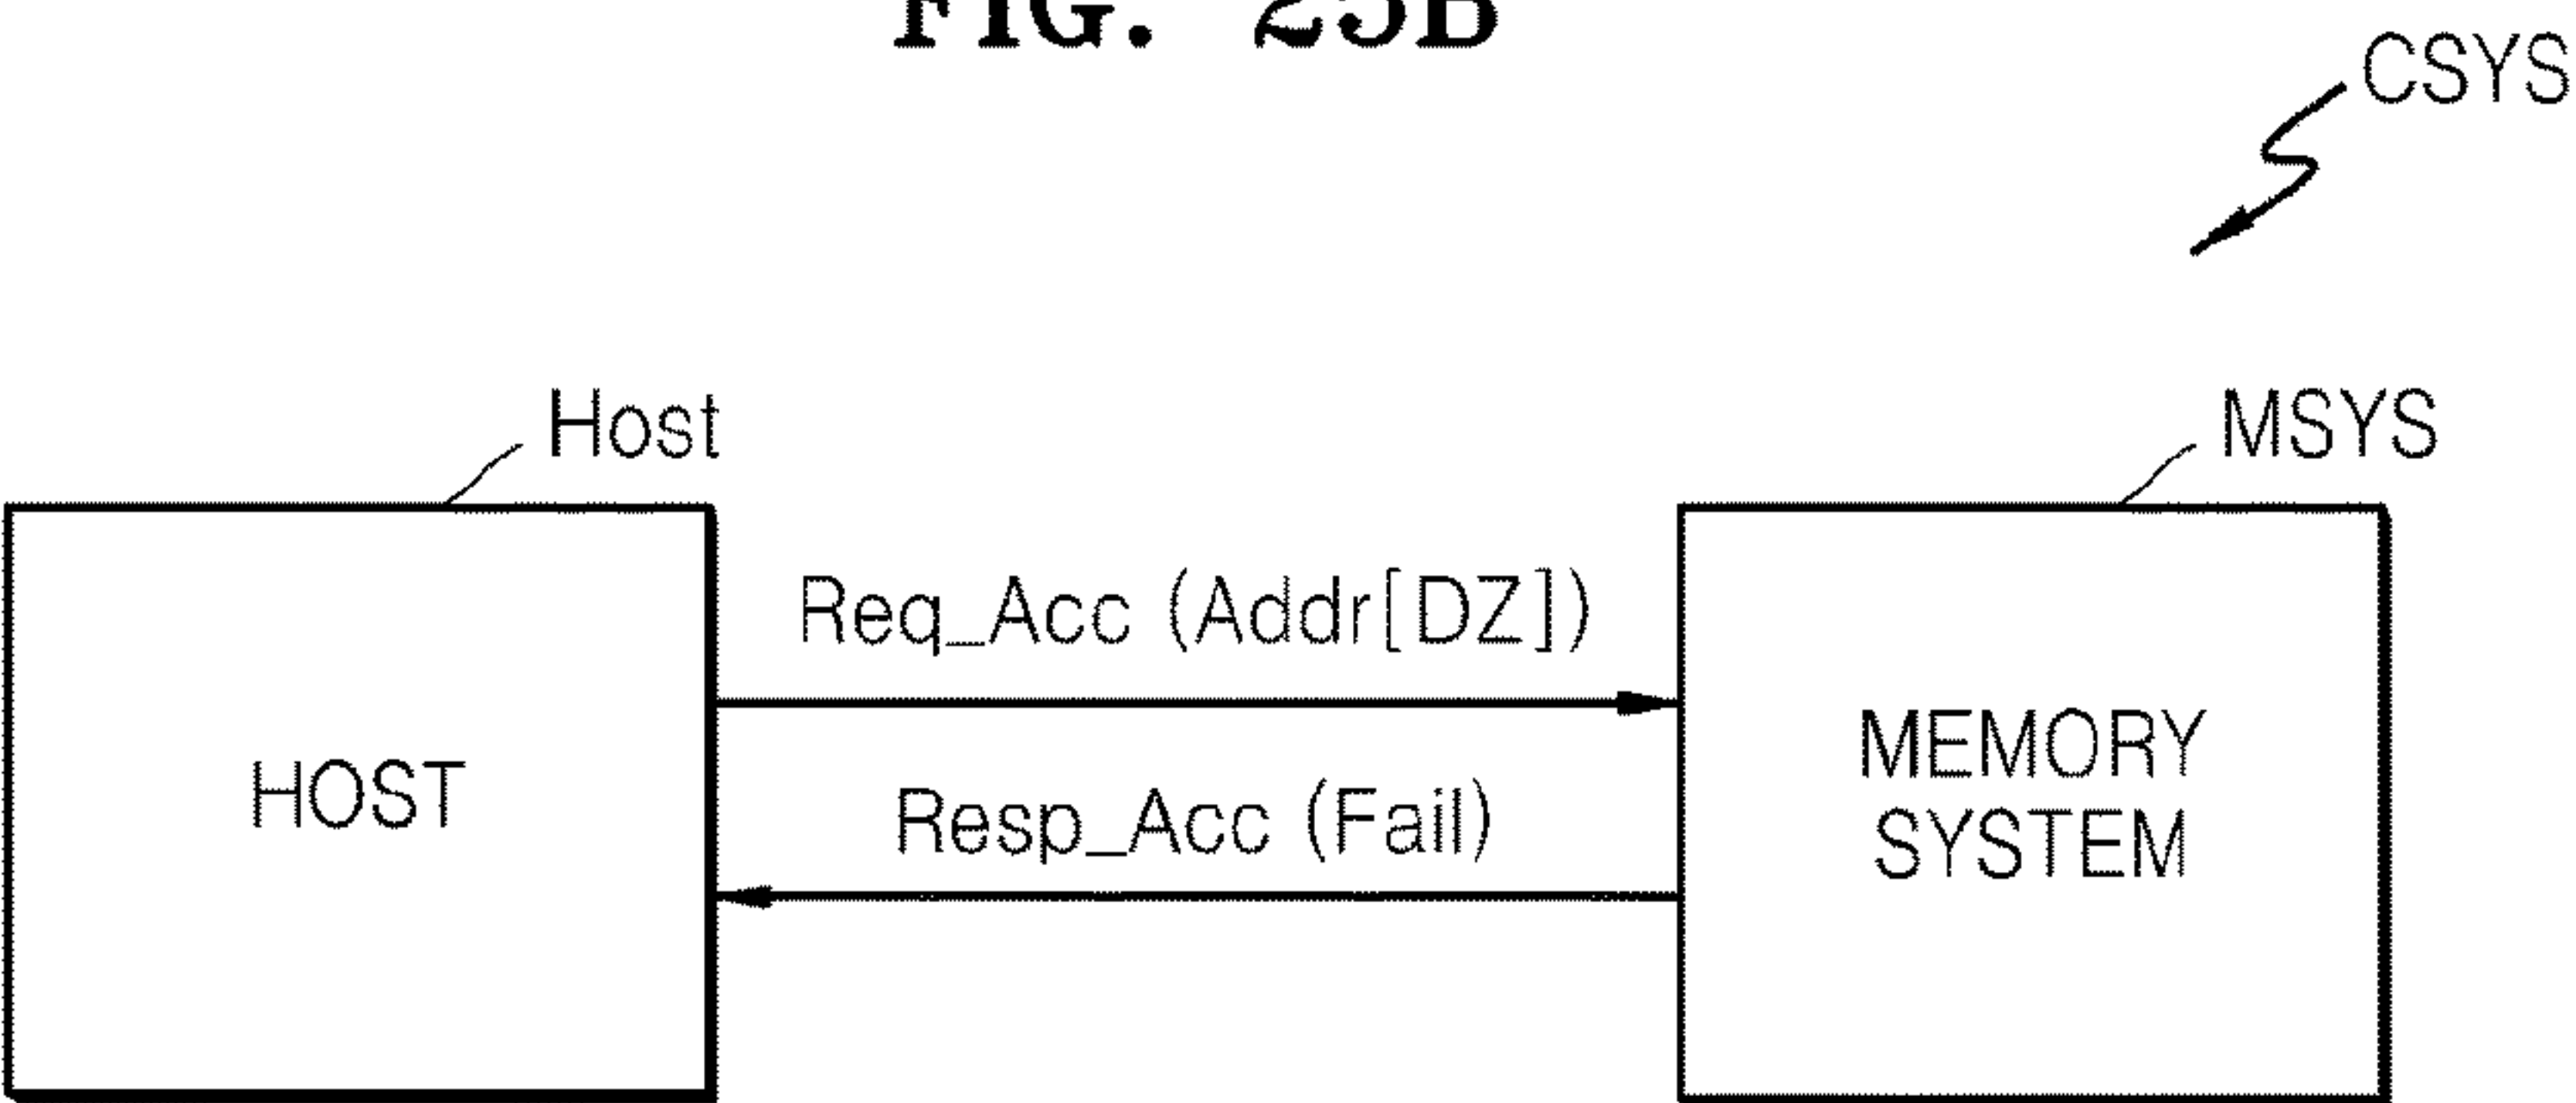 FIG. 25B
CSYS
Host
MSYS
HOST
Req_Acc (Addr[DZ])
Resp_Acc (Fail)
MEMORY
SYSTEM